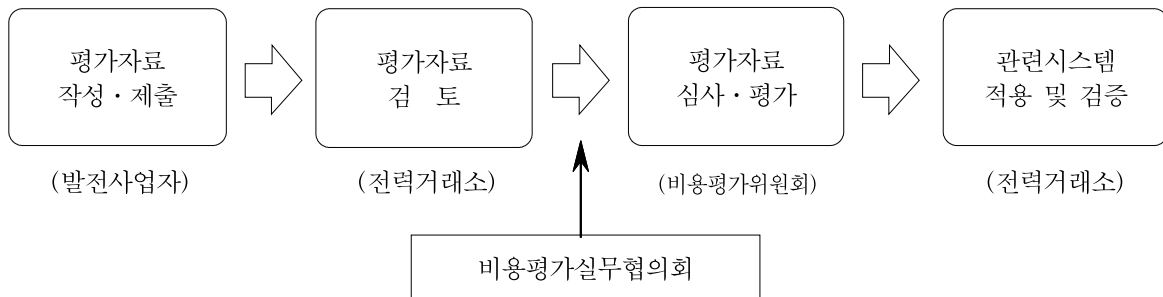 평가자료
작성・제출
평가자료
검 토
평가자료
심사・평가
관련시스템
적용 및 검증
(발전사업자)
(전력거래소)
(비용평가위원회)
(전력거래소)
비용평가실무협의회